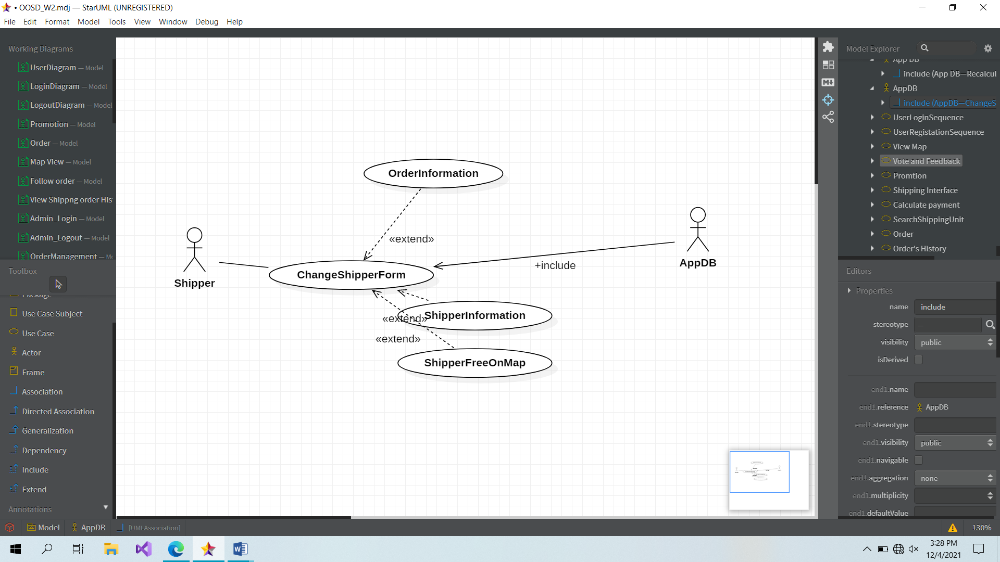 • OOSD_W2.mdj — StarUML (UNREGISTERED)
File Edit Format Model Tools View Window Debug Help
Working Diagrams
UserDiagram — Model
LoginDiagram — Model
LogoutDiagram — Model
Promotion — Model
Order — Model
Map View — Model
Follow order — Model
View Shippng order His
Admin_Login — Model
Admin_Logout — Model
OrderManagement — Mo
Toolbox
Package
Use Case Subject
Use Case
Actor
Frame
Association
Directed Association
Generalization
Dependency
Include
Extend
Annotations
OrderInformation
«extend»
Shipper
ChangeShipperForm
+include
AppDB
ShipperInformation
«extend»
«extend»
ShipperFreeOnMap
Model Explorer
App DB
include (App DB—Recalcul
AppDB
include (AppDB—ChangeS
UserLoginSequence
UserRegistationSequence
View Map
Vote and Feedback
Promtion
Shipping Interface
Calculate payment
SearchShippingUnit
Order
Order's History
Editors
Properties
name include
stereotype —
visibility public
isDerived
end1.name
end1.reference AppDB
end1.stereotype
end1.visibility public
end1.navigable
end1.aggregation none
end1.multiplicity
end1.defaultValue
Model AppDB [UMLAssociation]
130%
3:28 PM
12/4/2021